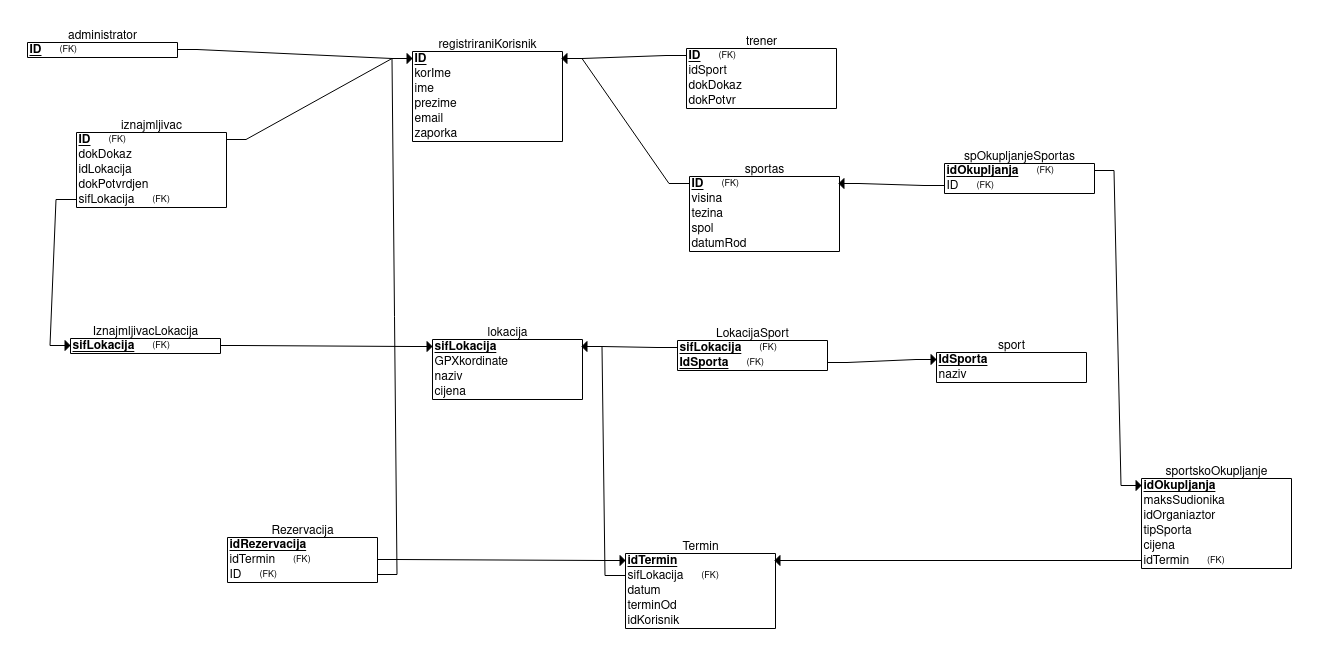 administrator
ID (FK)
registriraniKorisnik
ID
korIme
ime
prezime
email
zaporka
trener
ID (FK)
idSport
dokDokaz
dokPotvr
iznajmljivac
ID (FK)
dokDokaz
idLokacija
dokPotvrdjen
sifLokacija (FK)
sportas
ID (FK)
visina
tezina
spol
datumRod
spOkupljanjeSportas
idOkupljanja (FK)
ID (FK)
IznajmljivacLokacija
sifLokacija (FK)
lokacija
sifLokacija
GPXkordinate
naziv
cijena
LokacijaSport
sifLokacija (FK)
IdSporta (FK)
sport
IdSporta
naziv
sportskoOkupljanje
idOkupljanja
maksSudionika
idOrganiaztor
tipSporta
cijena
idTermin (FK)
Rezervacija
idRezervacija
idTermin (FK)
ID (FK)
Termin
idTermin
sifLokacija (FK)
datum
terminOd
idKorisnik